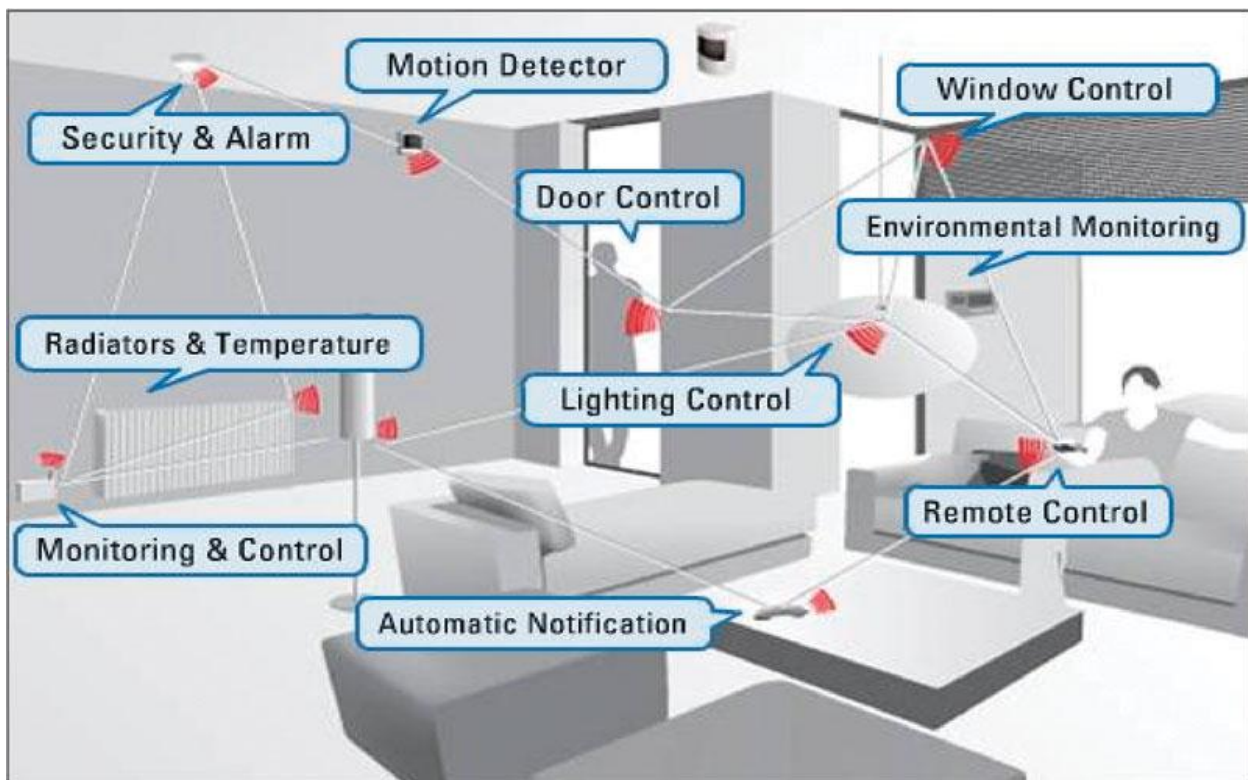 Motion Detector
Window Control
Security & Alarm
Door Control
Environmental Monitoring
Radiators & Temperature
Lighting Control
Remote Control
Monitoring & Control
Automatic Notification